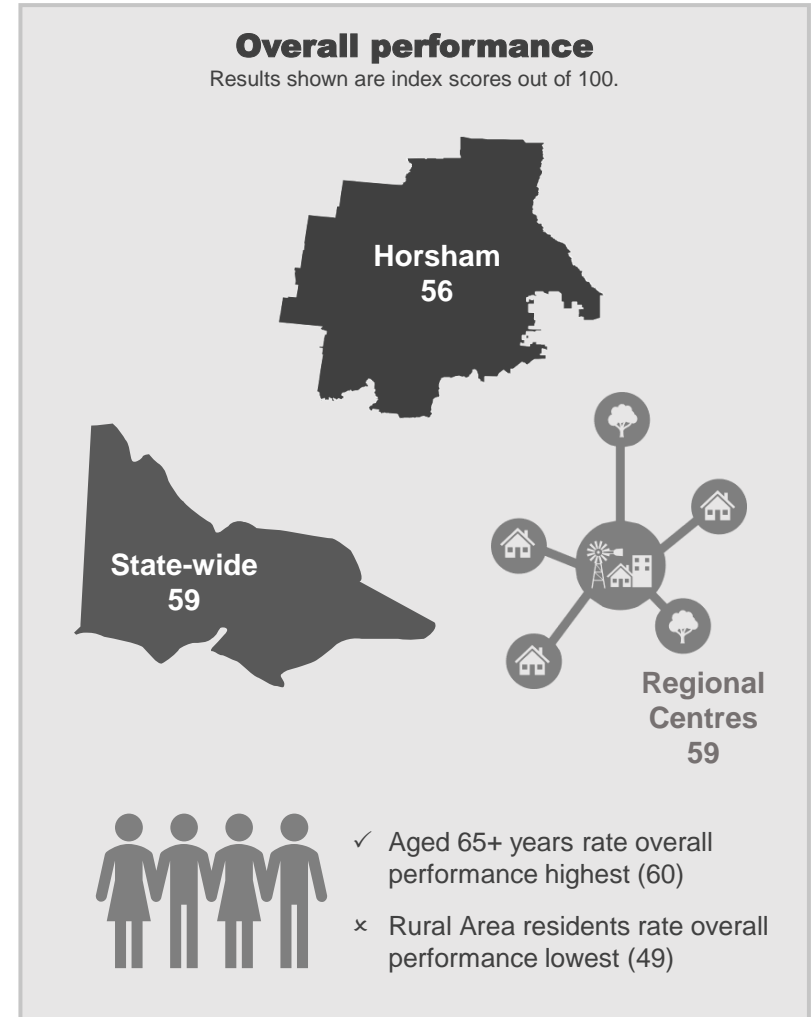 Overall performance
Results shown are index scores out of 100.
Horsham
56
State-wide
59
Regional
Centres
59
✓ Aged 65+ years rate overall
performance highest (60)
× Rural Area residents rate overall
performance lowest (49)